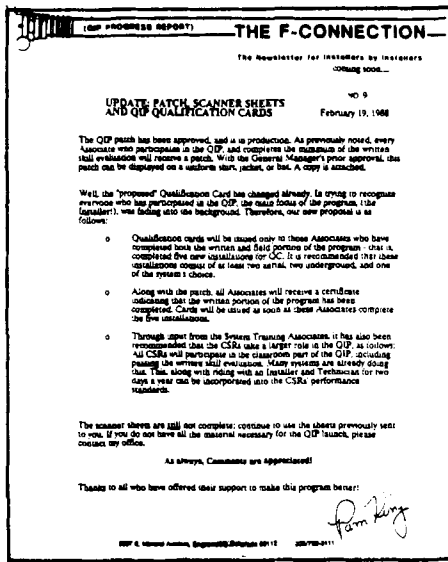 (QIP PROGRESS REPORT)
THE F-CONNECTION
The Newsletter for Installers by Installers
coming soon....
NO. 9
UPDATE: PATCH, SCANNER SHEETS
AND QIP QUALIFICATION CARDS
February 19, 1988
The QIP patch has been approved, and is in production. As previously noted, every
Associate who participates in the QIP, and completes the minimum of the written
skill evaluation will receive a patch. With the General Manager's prior approval, this
patch can be displayed on a uniform shirt, jacket, or hat. A copy is attached.
Well, the "proposed" Qualification Card has changed already. In trying to recognize
everyone who has participated in the QIP, the main focus of the program, (the
Installer!), was fading into the background. Therefore, our new proposal is as
follows:
o Qualification cards will be issued only to those Associates who have
completed both the written and field portion of the program - that is,
completed five new installations for QC. It is recommended that these
installations consist of at least two aerial, two underground, and one
of the system's choice.
o Along with the patch, all Associates will receive a certificate
indicating that the written portion of the program has been
completed. Cards will be issued as soon as these Associates complete
the five installations.
o Through input from the System Training Associates, it has also been
recommended that the CSRs take a larger role in the QIP, as follows:
All CSRs will participate in the classroom part of the QIP, including
passing the written skill evaluation. Many systems are already doing
this. This, along with riding with an Installer and Technician for two
days a year can be incorporated into the CSRs' performance
standards.
The scanner sheets are still not complete; continue to use the sheets previously sent
to you. If you do not have all the material necessary for the QIP launch, please
contact my office.
As always, Comments are Appreciated!
Thanks to all who have offered their support to make this program better!
Pam King
80112